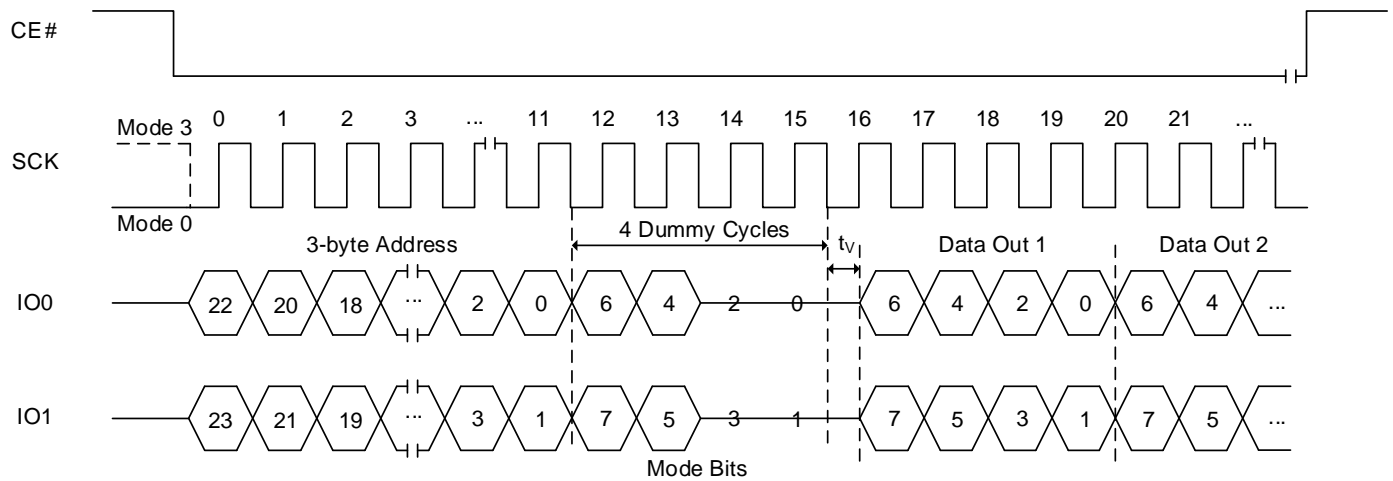 CE#
0 1 2 3 ... 11 12 13 14 15 16 17 18 19 20 21 ...
Mode 3
SCK
Mode 0
3-byte Address 4 Dummy Cycles tV Data Out 1 Data Out 2
IO0 22 20 18 ... 2 0 6 4 2 0 6 4 2 0 6 4 ...
IO1 23 21 19 ... 3 1 7 5 3 1 7 5 3 1 7 5 ...
Mode Bits